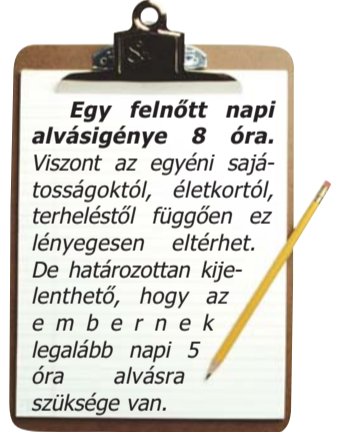 Egy felnőtt napi
alvásigénye 8 óra.
Viszont az egyéni sajá-
tosságoktól, életkortól,
terheléstől függően ez
lényegesen eltérhet.
De határozottan kije-
lenthető, hogy az
e m b e r n e k
legalább napi 5
óra alvásra
szüksége van.